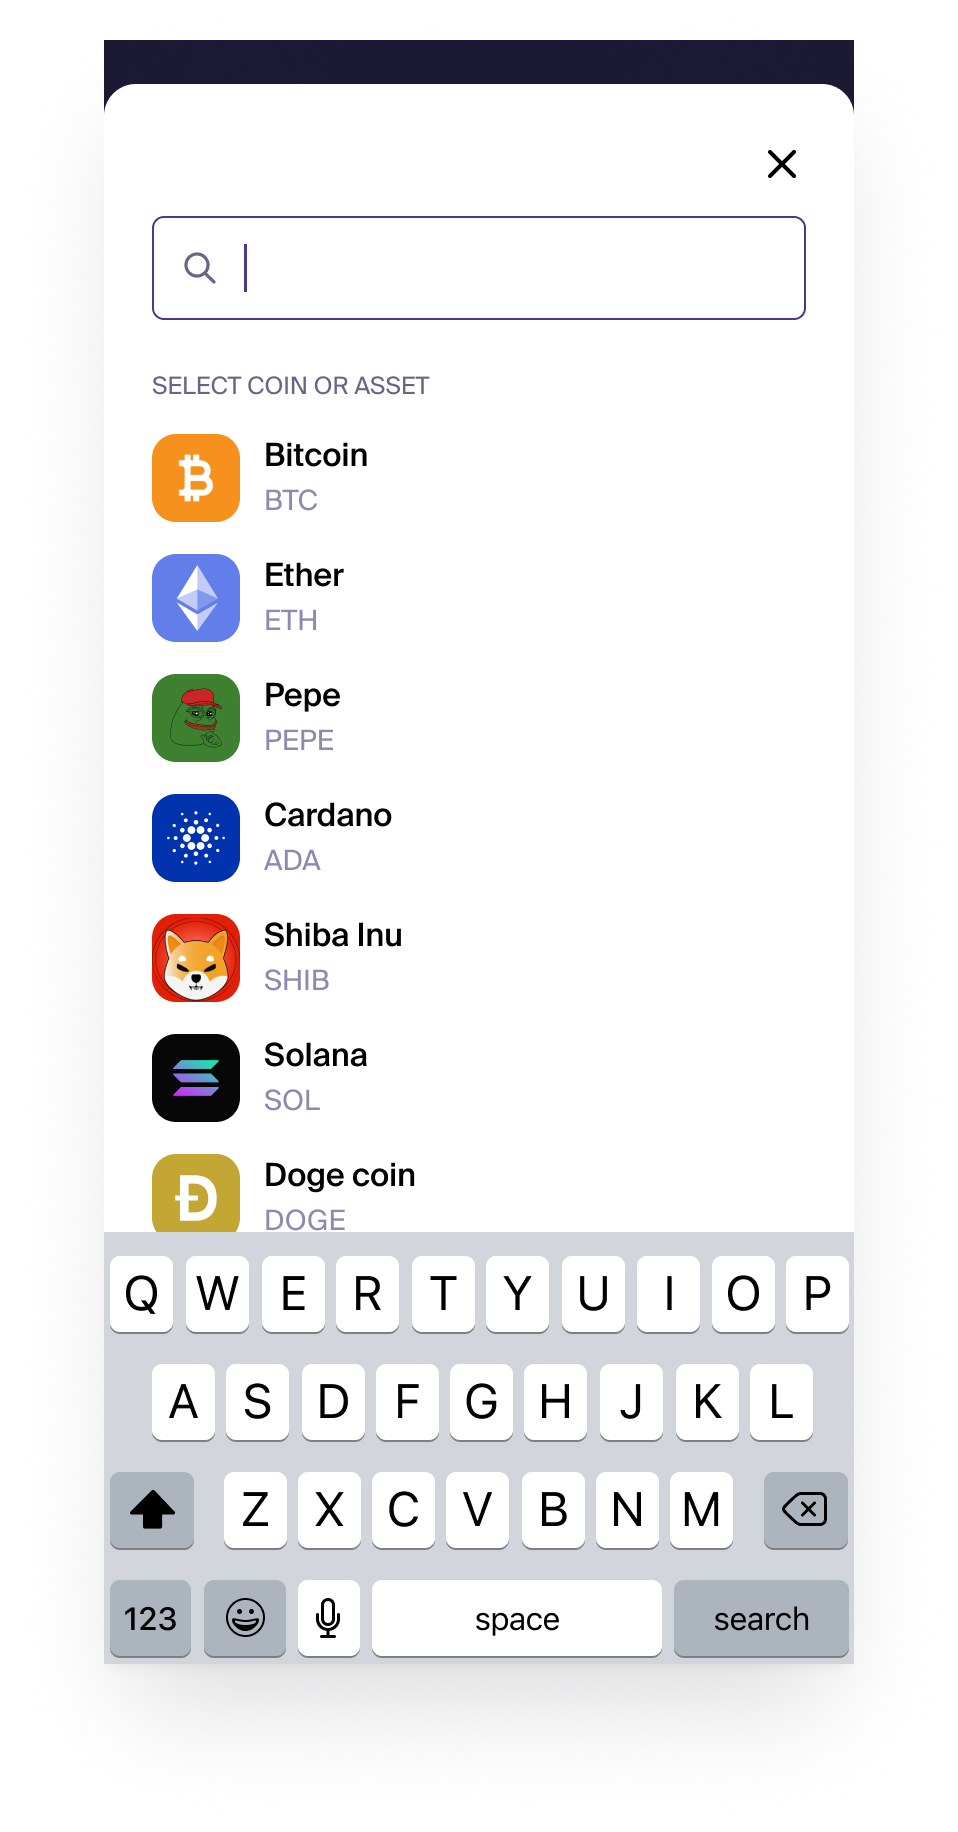 SELECT COIN OR ASSET
Bitcoin
BTC
Ether
ETH
Pepe
PEPE
Cardano
ADA
Shiba Inu
SHIB
Solana
SOL
Doge coin
DOGE
Q W E R T Y U I O P
A S D F G H J K L
Z X C V B N M
123 space search